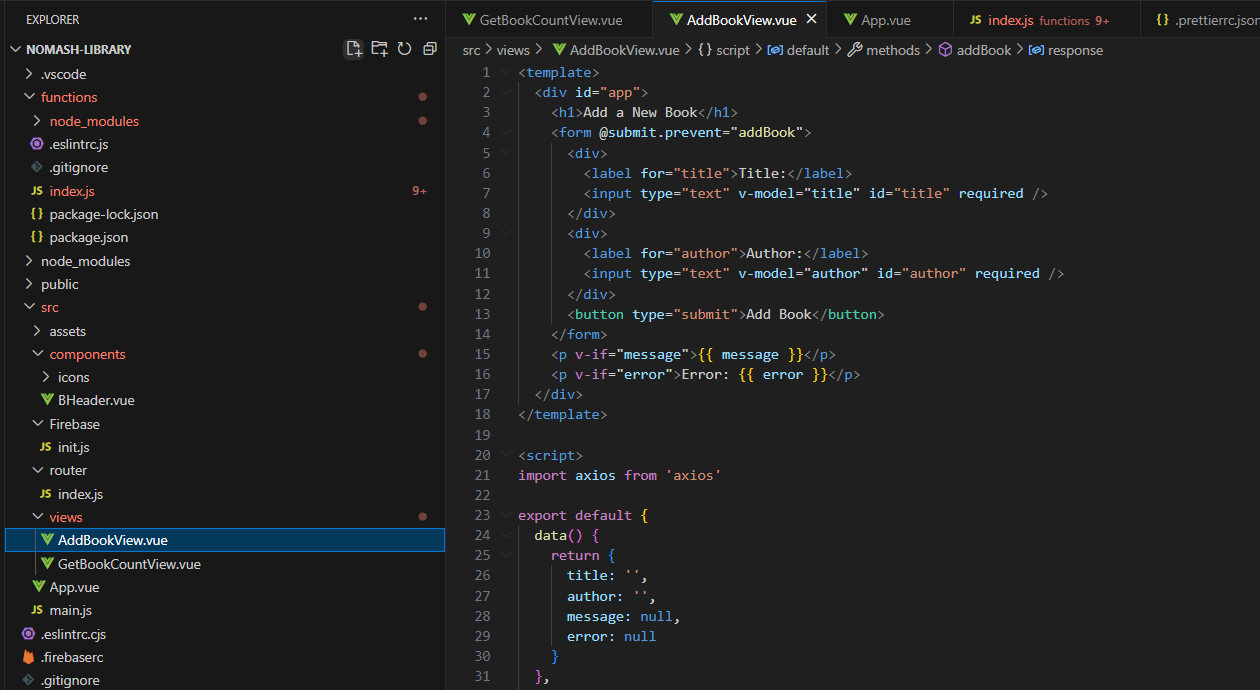 EXPLORER
NOMASH-LIBRARY
.vscode
functions
node_modules
.eslintrc.js
.gitignore
JS index.js 9+
{} package-lock.json
{} package.json
node_modules
public
src
assets
components
icons
BHeader.vue
Firebase
JS init.js
router
JS index.js
views
AddBookView.vue
GetBookCountView.vue
App.vue
JS main.js
.eslintrc.cjs
.firebaserc
.gitignore
GetBookCountView.vue AddBookView.vue App.vue JS index.js functions 9+ {} .prettierrc.json
src > views > AddBookView.vue > {} script > default > methods > addBook > response
1 <template>
2 <div id="app">
3 <h1>Add a New Book</h1>
4 <form @submit.prevent="addBook">
5 <div>
6 <label for="title">Title:</label>
7 <input type="text" v-model="title" id="title" required />
8 </div>
9 <div>
10 <label for="author">Author:</label>
11 <input type="text" v-model="author" id="author" required />
12 </div>
13 <button type="submit">Add Book</button>
14 </form>
15 <p v-if="message">{{ message }}</p>
16 <p v-if="error">Error: {{ error }}</p>
17 </div>
18 </template>
19
20 <script>
21 import axios from 'axios'
22
23 export default {
24 data() {
25 return {
26 title: '',
27 author: '',
28 message: null,
29 error: null
30 }
31 },